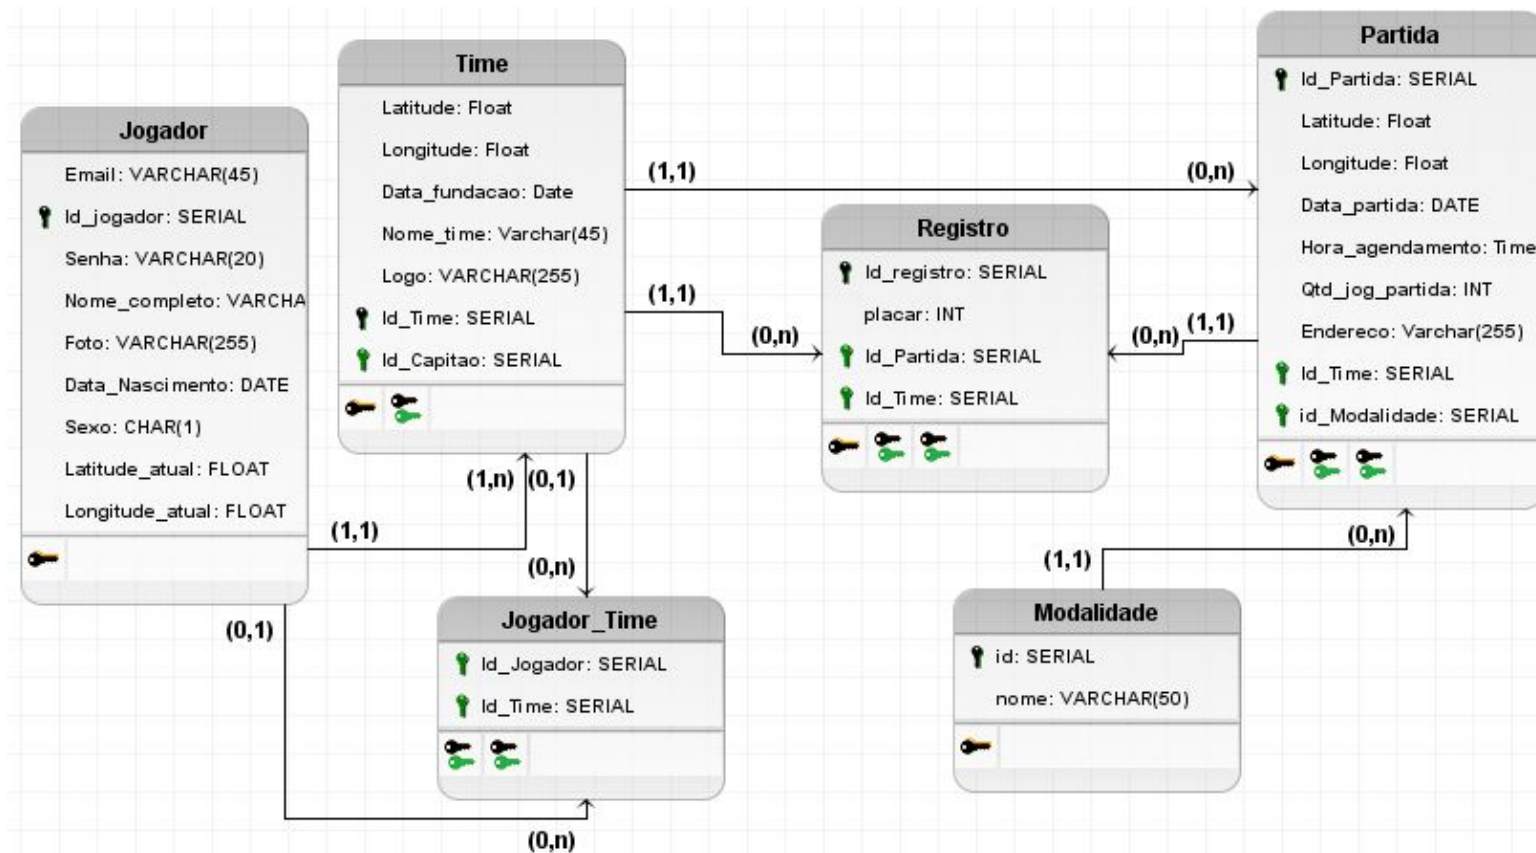 Jogador
Email: VARCHAR(45)
Id_jogador: SERIAL
Senha: VARCHAR(20)
Nome_completo: VARCHA
Foto: VARCHAR(255)
Data_Nascimento: DATE
Sexo: CHAR(1)
Latitude_atual: FLOAT
Longitude_atual: FLOAT
(1,1)
(0,1)
Time
Latitude: Float
Longitude: Float
Data_fundacao: Date
Nome_time: Varchar(45)
Logo: VARCHAR(255)
Id_Time: SERIAL
Id_Capitao: SERIAL
(1,1)
(0,n)
(1,1)
(0,n)
(1,n)
(0,1)
(0,n)
Jogador_Time
Id_Jogador: SERIAL
Id_Time: SERIAL
(0,n)
Registro
Id_registro: SERIAL
placar: INT
Id_Partida: SERIAL
Id_Time: SERIAL
(0,n)
(1,1)
Partida
Id_Partida: SERIAL
Latitude: Float
Longitude: Float
Data_partida: DATE
Hora_agendamento: Time
Qtd_jog_partida: INT
Endereco: Varchar(255)
Id_Time: SERIAL
id_Modalidade: SERIAL
(0,n)
(1,1)
Modalidade
id: SERIAL
nome: VARCHAR(50)